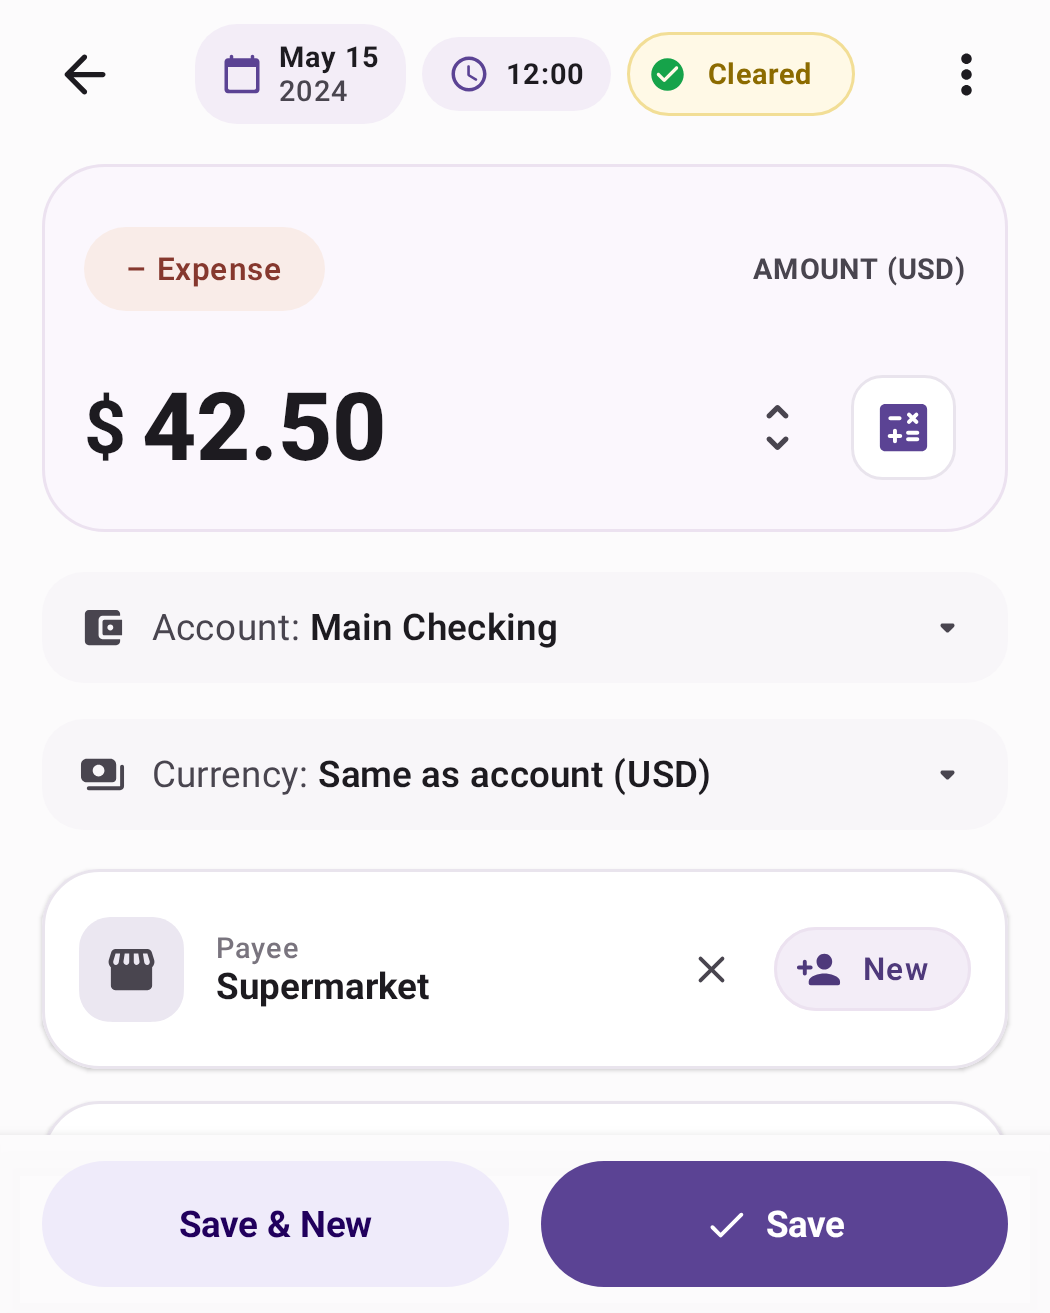 May 15
2024
12:00
Cleared
– Expense
AMOUNT (USD)
$ 42.50
Account: Main Checking
Currency: Same as account (USD)
Payee
Supermarket
New
Save & New
Save